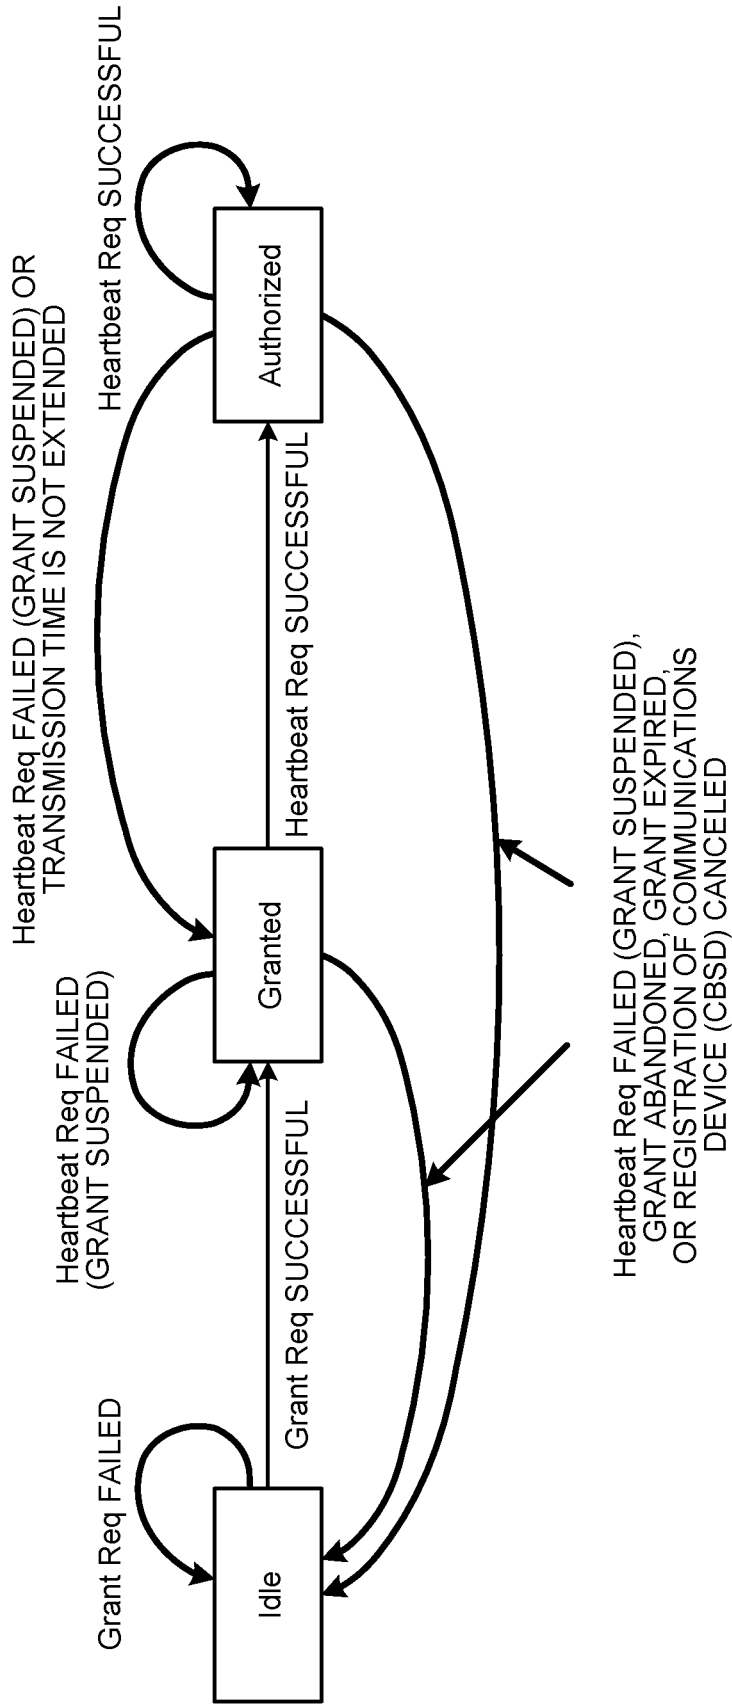 Grant Req FAILED
Heartbeat Req FAILED
(GRANT SUSPENDED)
Heartbeat Req FAILED (GRANT SUSPENDED) OR
TRANSMISSION TIME IS NOT EXTENDED
Heartbeat Req SUCCESSFUL
Idle
Grant Req SUCCESSFUL
Granted
Heartbeat Req SUCCESSFUL
Authorized
Heartbeat Req FAILED (GRANT SUSPENDED),
GRANT ABANDONED, GRANT EXPIRED,
OR REGISTRATION OF COMMUNICATIONS
DEVICE (CBSD) CANCELED